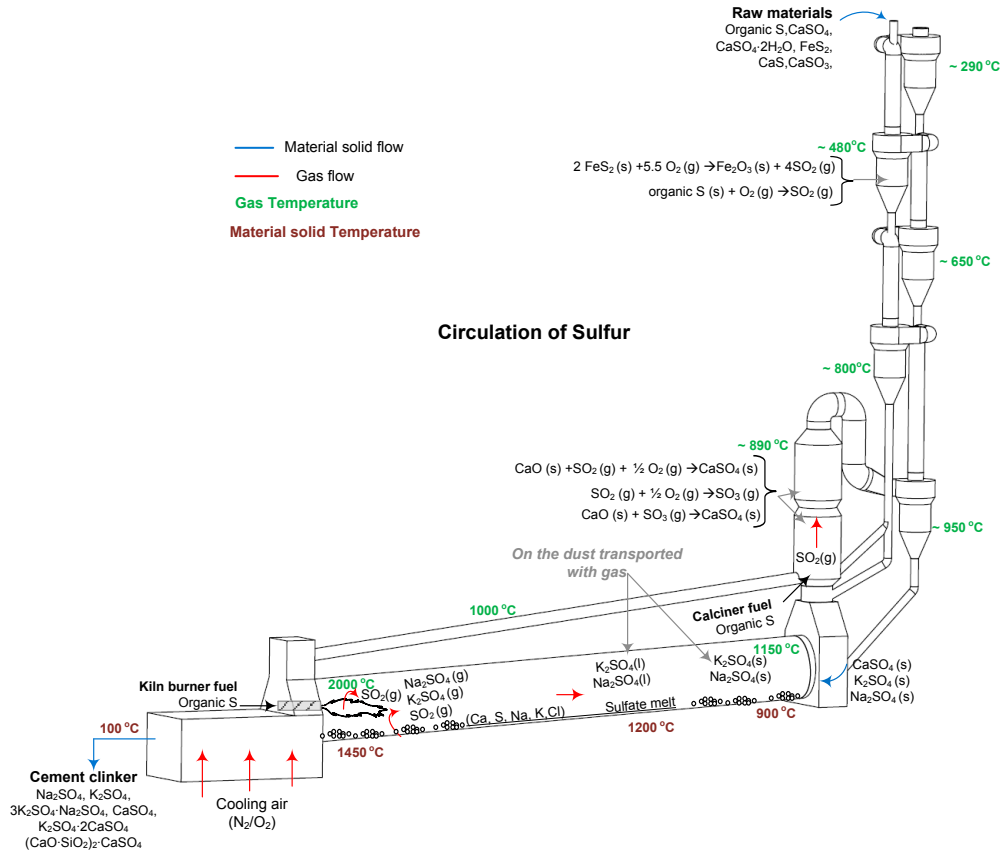 Raw materials
Organic S,CaSO₄,
CaSO₄·2H₂O, FeS₂,
CaS,CaSO₃,
~ 290°C
Material solid flow
Gas flow
Gas Temperature
Material solid Temperature
~ 480°C
2 FeS₂ (s) +5.5 O₂ (g) →Fe₂O₃ (s) + 4SO₂ (g)
organic S (s) + O₂ (g) →SO₂ (g)
~ 650°C
Circulation of Sulfur
~ 800°C
~ 890 °C
CaO (s) +SO₂ (g) + ½ O₂ (g) →CaSO₄ (s)
SO₂ (g) + ½ O₂ (g) →SO₃ (g)
CaO (s) + SO₃ (g) →CaSO₄ (s)
~ 950°C
On the dust transported
with gas
SO₂(g)
Calciner fuel
Organic S
1000 °C
1150 °C
CaSO₄ (s)
K₂SO₄ (s)
Na₂SO₄ (s)
K₂SO₄(s)
Na₂SO₄(s)
K₂SO₄(l)
Na₂SO₄(l)
Kiln burner fuel
Organic S
2000 °C
SO₂(g)
Na₂SO₄ (g)
K₂SO₄ (g)
SO₂ (g)
(Ca, S, Na, K,Cl)
Sulfate melt
900 °C
1200 °C
1450 °C
100 °C
Cement clinker
Na₂SO₄, K₂SO₄,
3K₂SO₄·Na₂SO₄, CaSO₄,
K₂SO₄·2CaSO₄
(CaO·SiO₂)₂·CaSO₄
Cooling air
(N₂/O₂)